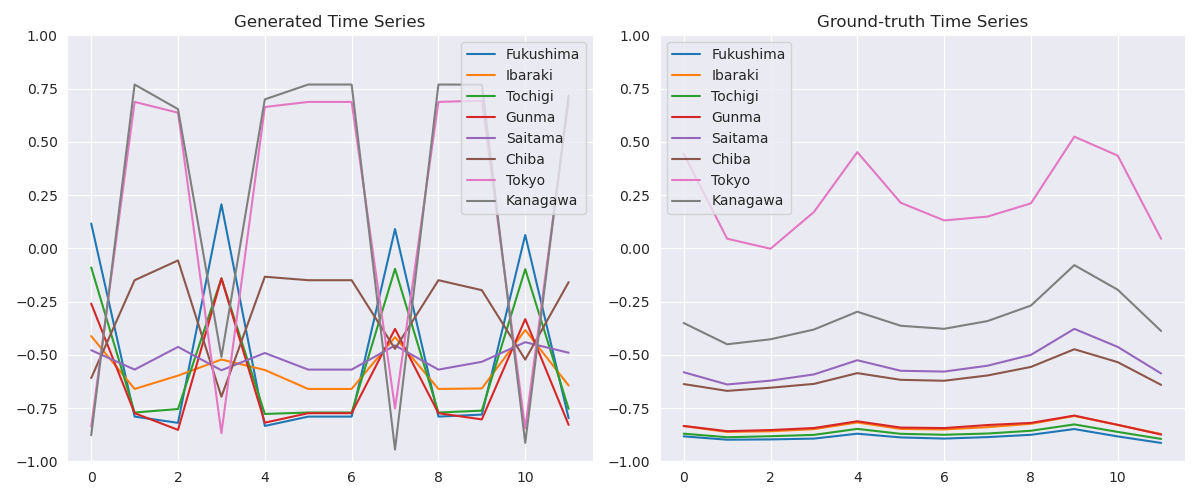 Generated Time Series
1.00
0.75
0.50
0.25
0.00
−0.25
−0.50
−0.75
−1.00
0 2 4 6 8 10
Fukushima
Ibaraki
Tochigi
Gunma
Saitama
Chiba
Tokyo
Kanagawa
Ground-truth Time Series
1.00
0.75
0.50
0.25
0.00
−0.25
−0.50
−0.75
−1.00
0 2 4 6 8 10
Fukushima
Ibaraki
Tochigi
Gunma
Saitama
Chiba
Tokyo
Kanagawa